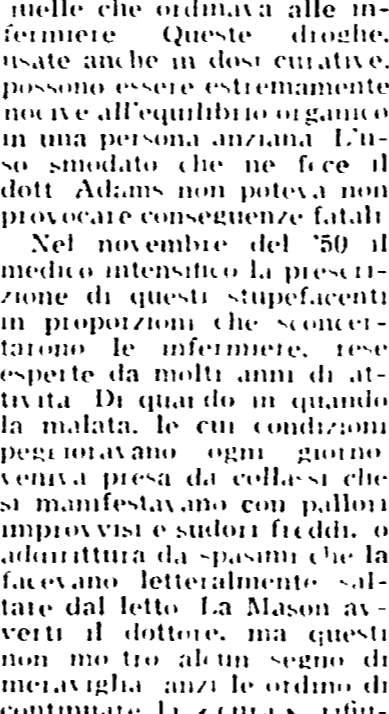 quelle che ordinava alle in-
fermiere Queste droghe,
usate anche in dosi curative,
possono essere estremamente
nocive all'equilibrio organico
in una persona anziana L'u-
so smodato che ne fece il
dott Adams non poteva non
provocare conseguenze fatali
Nel novembre del '50 il
medico intensificò la prescri-
zione di questi stupefacenti
in proporzioni che sconcer-
tarono le infermiere, rese
esperte da molti anni di at-
tività Di quando in quando
la malata, le cui condizioni
peggioravano ogni giorno
veniva presa da collassi che
si manifestavano con pallori
improvvisi e sudori freddi, o
addirittura da spasimi che la
facevano letteralmente sal-
tare dal letto La Mason av-
vertì il dottore, ma questi
non mostrò alcun segno di
meraviglia anzi le ordinò di
continuare la